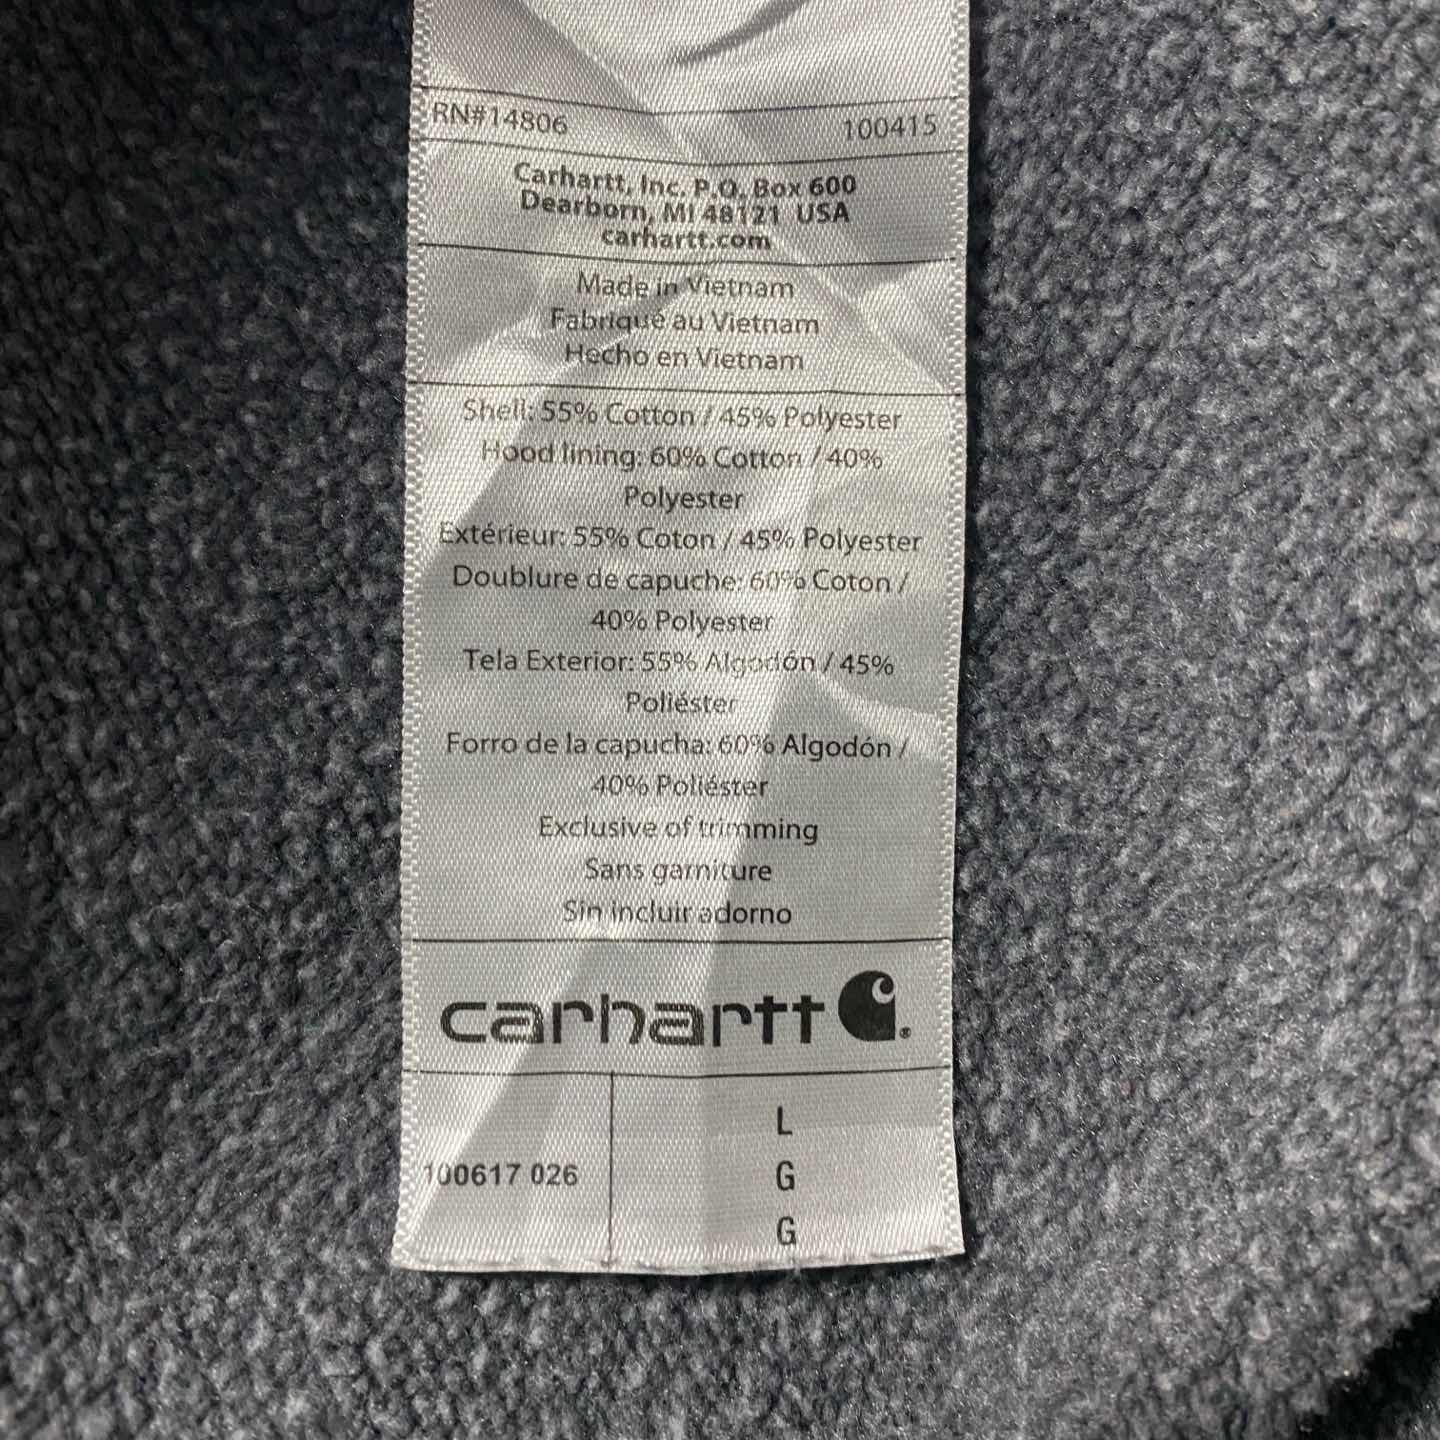 RN#14806 100415
Carhartt, Inc. P.O. Box 600
Dearborn, MI 48121 USA
carhartt.com
Made in Vietnam
Fabriqué au Vietnam
Hecho en Vietnam
Shell: 55% Cotton / 45% Polyester
Hood lining: 60% Cotton / 40%
Polyester
Extérieur: 55% Coton / 45% Polyester
Doublure de capuche: 60% Coton /
40% Polyester
Tela Exterior: 55% Algodón / 45%
Poliéster
Forro de la capucha: 60% Algodón /
40% Poliéster
Exclusive of trimming
Sans garniture
Sin incluir adorno
carhartt ®
L
100617 026 G
G